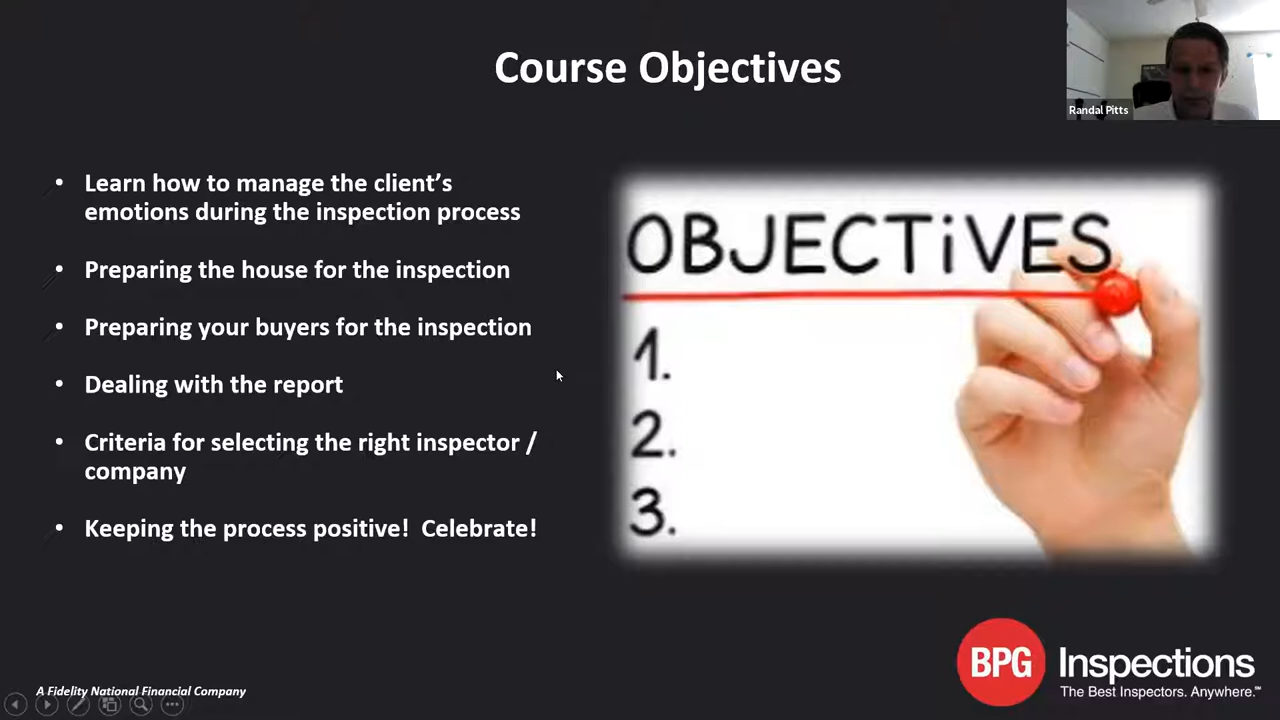 Course Objectives
Randal Pitts
• Learn how to manage the client's
emotions during the inspection process
• Preparing the house for the inspection
• Preparing your buyers for the inspection
• Dealing with the report
• Criteria for selecting the right inspector /
company
• Keeping the process positive!  Celebrate!
OBJECTiVES
1.
2.
3.
BPG Inspections
The Best Inspectors. Anywhere.℠
A Fidelity National Financial Company